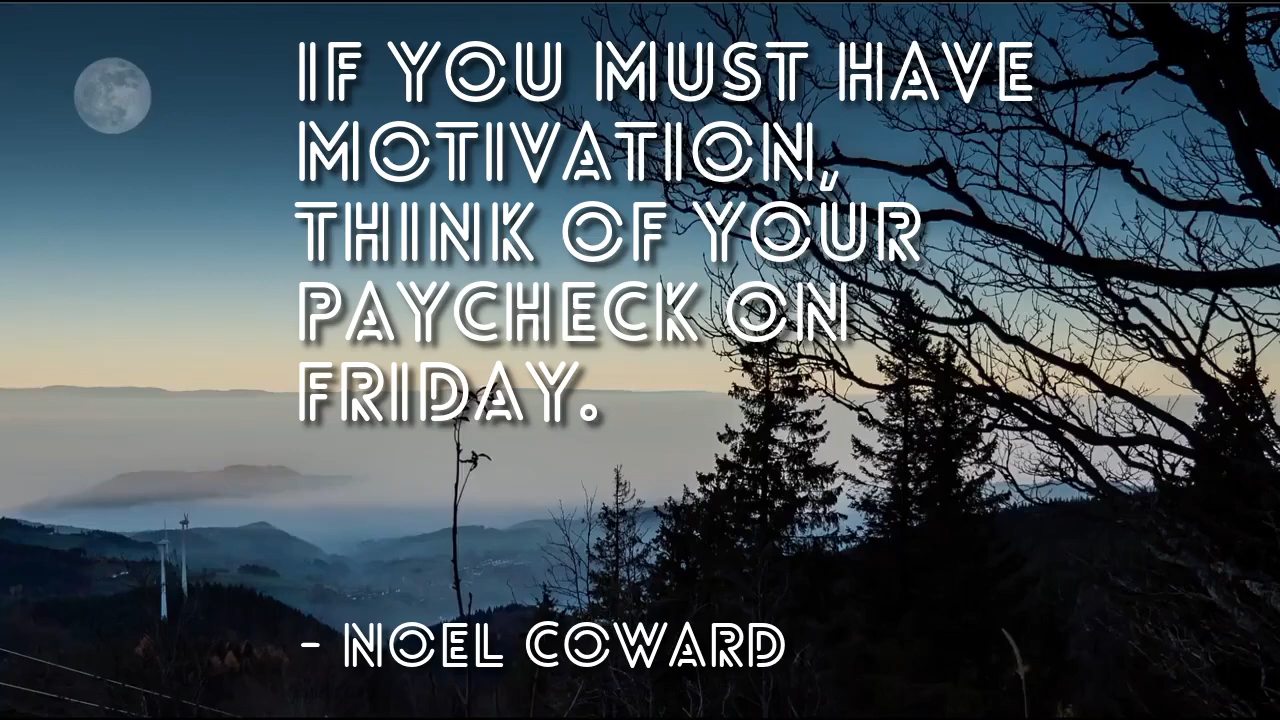 IF YOU MUST HAVE
MOTIVATION,
THINK OF YOUR
PAYCHECK ON
FRIDAY.
- NOEL COWARD